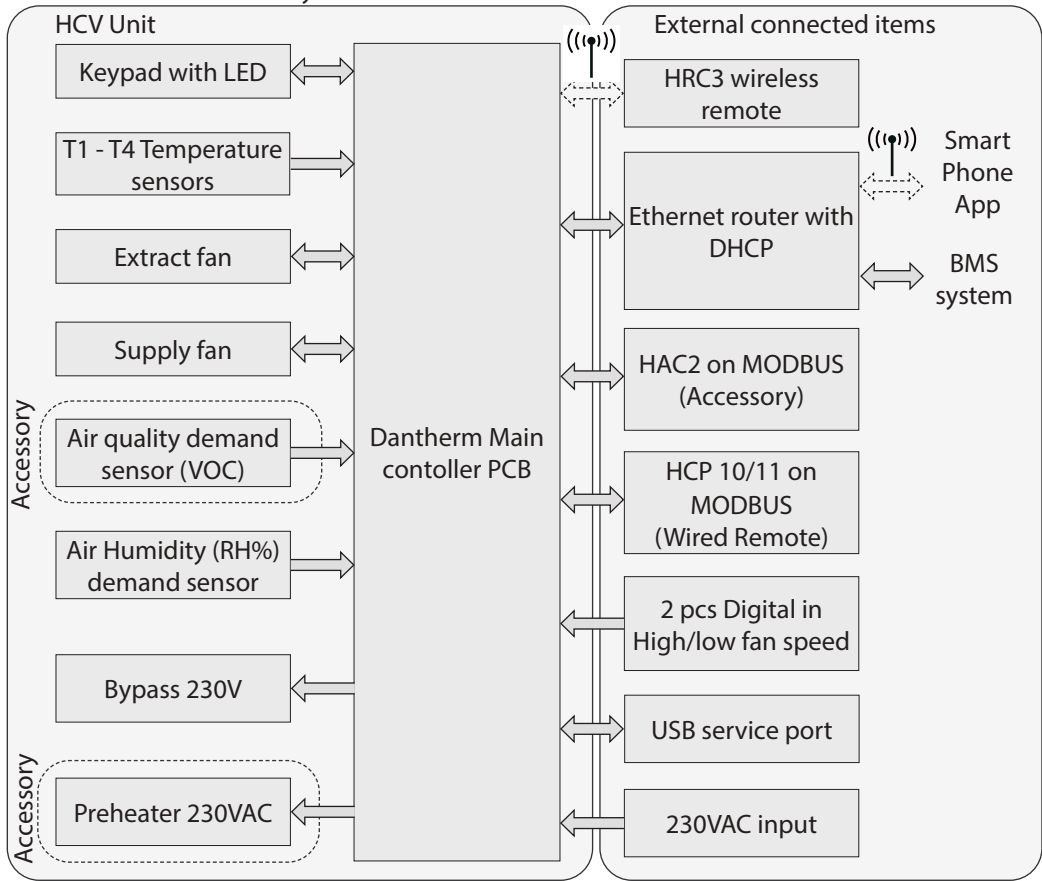 HCV Unit
Keypad with LED
T1 - T4 Temperature
sensors
Extract fan
Supply fan
Accessory
Air quality demand
sensor (VOC)
Air Humidity (RH%)
demand sensor
Bypass 230V
Accessory
Preheater 230VAC
Dantherm Main
contoller PCB
External connected items
HRC3 wireless
remote
Ethernet router with
DHCP
Smart
Phone
App
BMS
system
HAC2 on MODBUS
(Accessory)
HCP 10/11 on
MODBUS
(Wired Remote)
2 pcs Digital in
High/low fan speed
USB service port
230VAC input